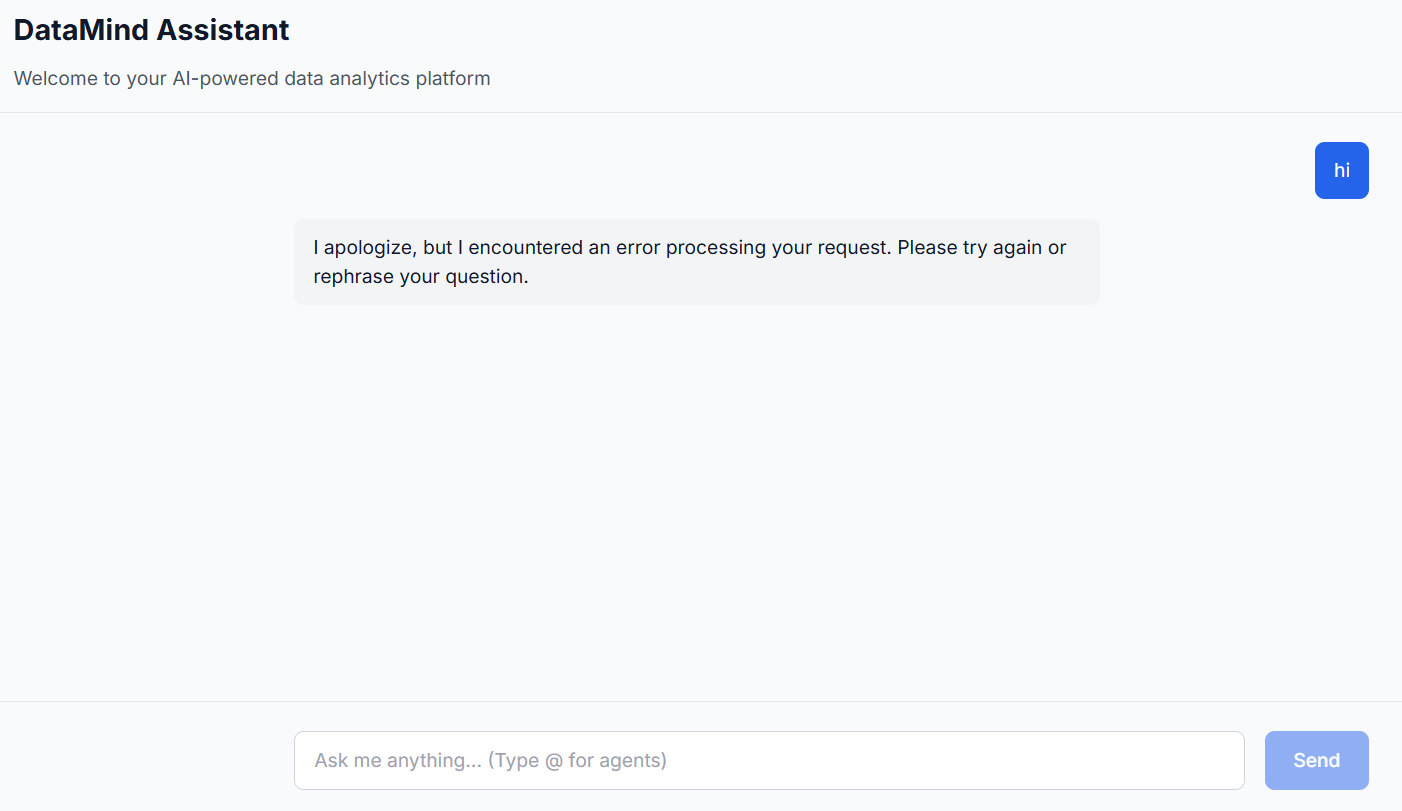 DataMind Assistant
Welcome to your AI-powered data analytics platform
hi
I apologize, but I encountered an error processing your request. Please try again or
rephrase your question.
Ask me anything... (Type @ for agents)
Send